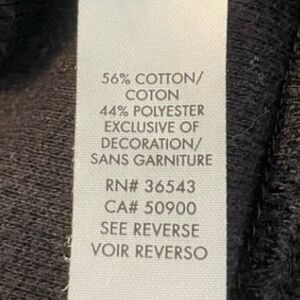 56% COTTON/
COTON
44% POLYESTER
EXCLUSIVE OF
DECORATION/
SANS GARNITURE
RN# 36543
CA# 50900
SEE REVERSE
VOIR REVERSO